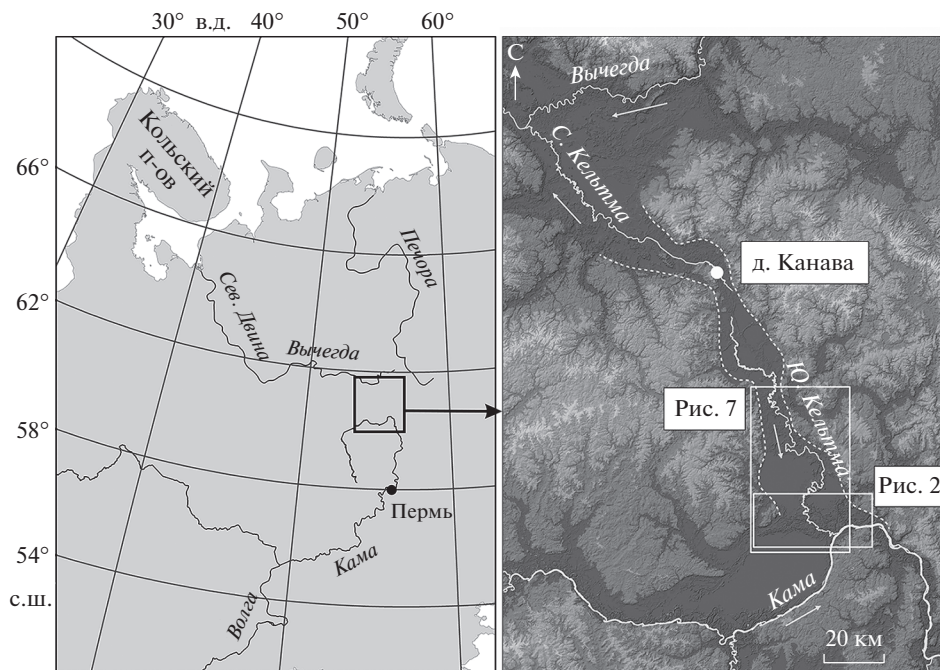 30° в.д. 40° 50° 60°
66°
62°
58°
54°
с.ш.
Кольский
п-ов
Печора
Сев. Двина
Вычегда
Пермь
Кама
Волга
С
Вычегда
С. Кельтма
д. Канава
Ю. Кельтма
Рис. 7
Рис. 2
Кама
20 км